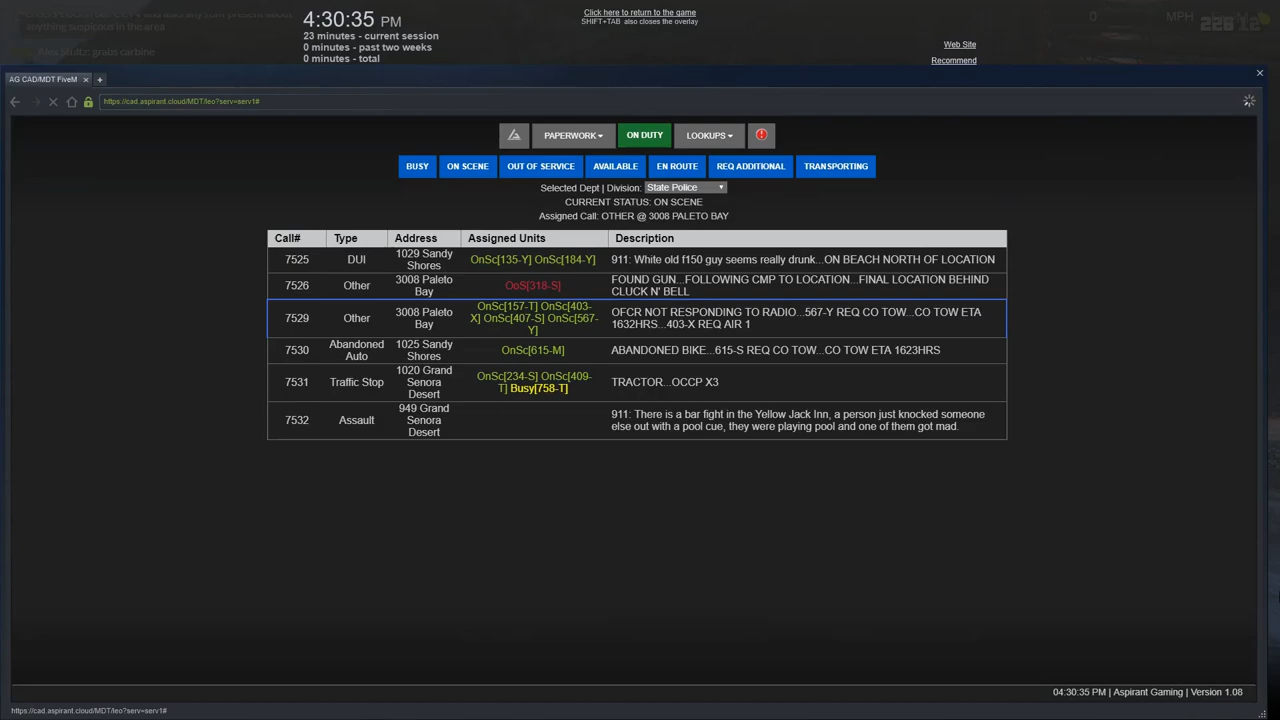 anything suspicous in the area
4:30:35 PM
23 minutes - current session
0 minutes - past two weeks
0 minutes - total
Click here to return to the game
SHIFT+TAB also closes the overlay
0 MPH
Web Site
Recommend
Alex Stultz: grabs carbine
AG CAD/MDT FiveM
https://cad.aspirant.cloud/MDT/leo?serv=serv1#
PAPERWORK ON DUTY LOOKUPS
BUSY ON SCENE OUT OF SERVICE AVAILABLE EN ROUTE REQ ADDITIONAL TRANSPORTING
Selected Dept | Division: State Police
CURRENT STATUS: ON SCENE
Assigned Call: OTHER @ 3008 PALETO BAY
Call# Type Address Assigned Units Description
7525 DUI 1029 Sandy Shores OnSc[135-Y] OnSc[184-Y] 911: White old f150 guy seems really drunk...ON BEACH NORTH OF LOCATION
7526 Other 3008 Paleto Bay OoS[318-S] FOUND GUN...FOLLOWING CMP TO LOCATION...FINAL LOCATION BEHIND
CLUCK N' BELL
7529 Other 3008 Paleto Bay OnSc[157-T] OnSc[403-X] OnSc[407-S] OnSc[567-Y] OFCR NOT RESPONDING TO RADIO...567-Y REQ CO TOW...CO TOW ETA
1632HRS...403-X REQ AIR 1
7530 Abandoned Auto 1025 Sandy Shores OnSc[615-M] ABANDONED BIKE...615-S REQ CO TOW...CO TOW ETA 1623HRS
7531 Traffic Stop 1020 Grand Senora Desert OnSc[234-S] OnSc[409-T] Busy[758-T] TRACTOR...OCCP X3
7532 Assault 949 Grand Senora Desert 911: There is a bar fight in the Yellow Jack Inn, a person just knocked someone
else out with a pool cue, they were playing pool and one of them got mad.
04:30:35 PM | Aspirant Gaming | Version 1.08
https://cad.aspirant.cloud/MDT/leo?serv=serv1#